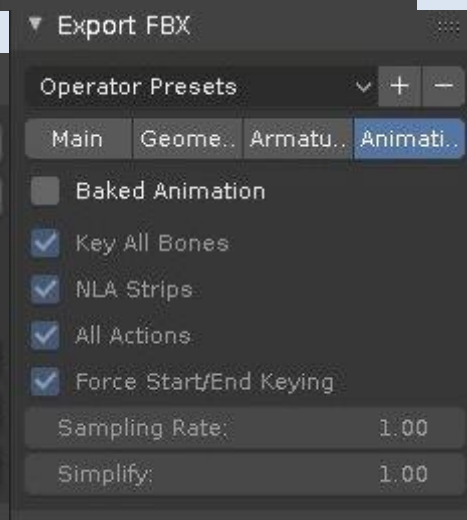 Export FBX
Operator Presets
Main Geome.. Armatu.. Animati..
Baked Animation
Key All Bones
NLA Strips
All Actions
Force Start/End Keying
Sampling Rate: 1.00
Simplify: 1.00